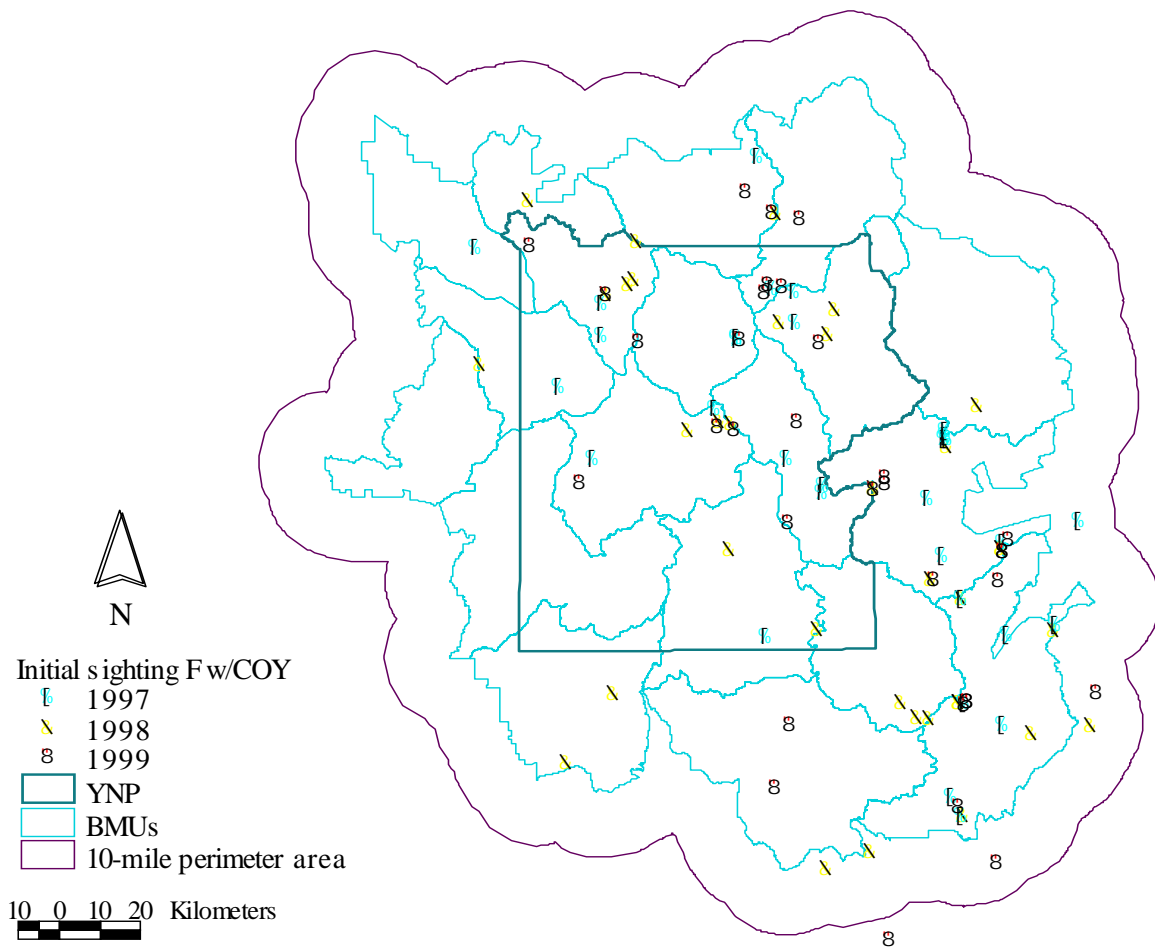 N
Initial sighting F w/COY
1997
1998
1999
YNP
BMUs
10-mile perimeter area
10 0 10 20 Kilometers